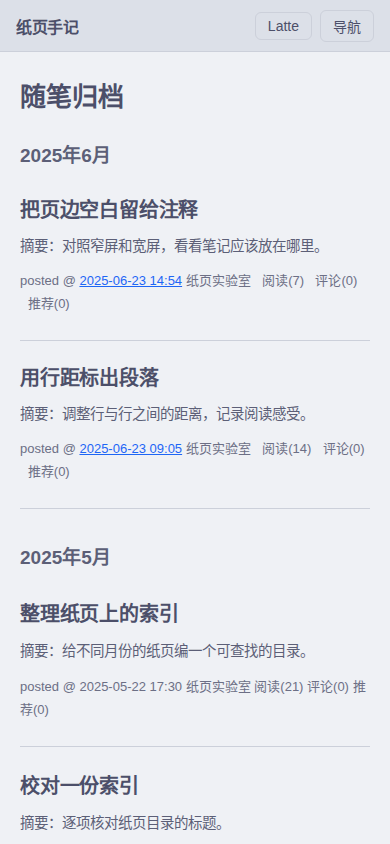 纸页手记
Latte
导航
随笔归档
2025年6月
把页边空白留给注释
摘要：对照窄屏和宽屏，看看笔记应该放在哪里。
posted @ 2025-06-23 14:54 纸页实验室 阅读(7) 评论(0)
推荐(0)
用行距标出段落
摘要：调整行与行之间的距离，记录阅读感受。
posted @ 2025-06-23 09:05 纸页实验室 阅读(14) 评论(0)
推荐(0)
2025年5月
整理纸页上的索引
摘要：给不同月份的纸页编一个可查找的目录。
posted @ 2025-05-22 17:30 纸页实验室 阅读(21) 评论(0) 推
荐(0)
校对一份索引
摘要：逐项核对纸页目录的标题。